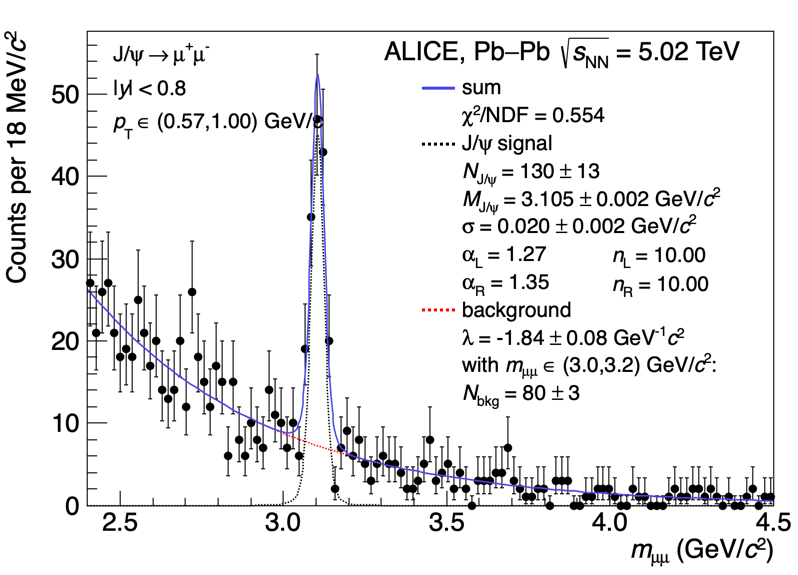 J/ψ → μ⁺μ⁻
|y| < 0.8
p_T ∈ (0.57,1.00) GeV/c
ALICE, Pb–Pb √s_NN = 5.02 TeV
sum
χ²/NDF = 0.554
J/ψ signal
N_J/ψ = 130 ± 13
M_J/ψ = 3.105 ± 0.002 GeV/c²
σ = 0.020 ± 0.002 GeV/c²
α_L = 1.27 n_L = 10.00
α_R = 1.35 n_R = 10.00
background
λ = -1.84 ± 0.08 GeV⁻¹c²
with m_μμ ∈ (3.0,3.2) GeV/c²:
N_bkg = 80 ± 3
Counts per 18 MeV/c²
50
40
30
20
10
0
2.5 3.0 3.5 4.0 4.5
m_μμ (GeV/c²)